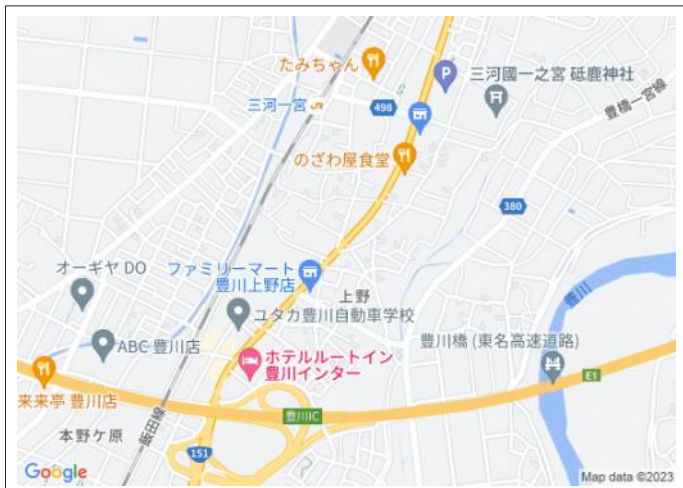 たみちゃん
三河國一之宮 砥鹿神社
三河一宮
498
豊橋一宮線
のざわ屋食堂
380
オーギヤ DO
ファミリーマート
豊川上野店
上野
豊川
ユタカ豊川自動車学校
ABC 豊川店
豊川橋 (東名高速道路)
ホテルルートイン
豊川インター
E1
来来亭 豊川店
豊川IC
飯田線
本野ケ原
151
Google
Map data ©2023
P